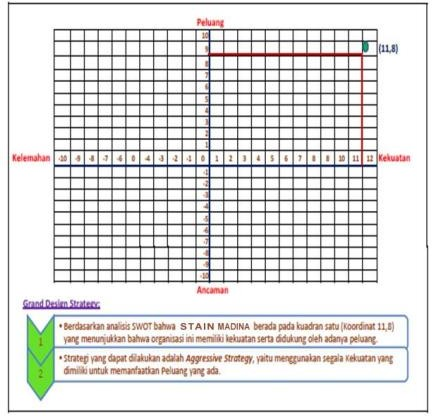 Peluang
10
9
(11,8)
8
7
6
5
4
3
2
1
Kelemahan -10 -9 -8 -7 -6 0 -4 -3 -2 -1 0 1 2 3 4 5 6 7 8 9 10 11 12 Kekuatan
-1
-2
-3
-4
-5
-6
-7
-8
-9
-10
Ancaman
Grand Design Strategy:
1
• Berdasarkan analisis SWOT bahwa STAIN MADINA berada pada kuadran satu (Koordinat 11,8)
yang menunjukkan bahwa organisasi ini memiliki kekuatan serta didukung oleh adanya peluang.
2
• Strategi yang dapat dilakukan adalah Aggressive Strategy, yaitu menggunakan segala Kekuatan yang
dimiliki untuk memanfaatkan Peluang yang ada.